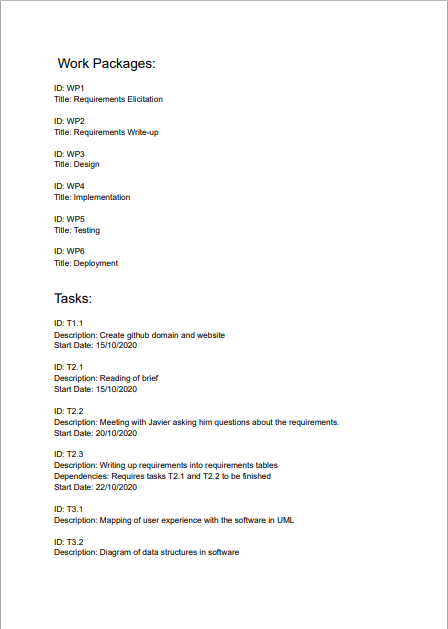 Work Packages:
ID: WP1
Title: Requirements Elicitation
ID: WP2
Title: Requirements Write-up
ID: WP3
Title: Design
ID: WP4
Title: Implementation
ID: WP5
Title: Testing
ID: WP6
Title: Deployment
Tasks:
ID: T1.1
Description: Create github domain and website
Start Date: 15/10/2020
ID: T2.1
Description: Reading of brief
Start Date: 15/10/2020
ID: T2.2
Description: Meeting with Javier asking him questions about the requirements.
Start Date: 20/10/2020
ID: T2.3
Description: Writing up requirements into requirements tables
Dependencies: Requires tasks T2.1 and T2.2 to be finished
Start Date: 22/10/2020
ID: T3.1
Description: Mapping of user experience with the software in UML
ID: T3.2
Description: Diagram of data structures in software